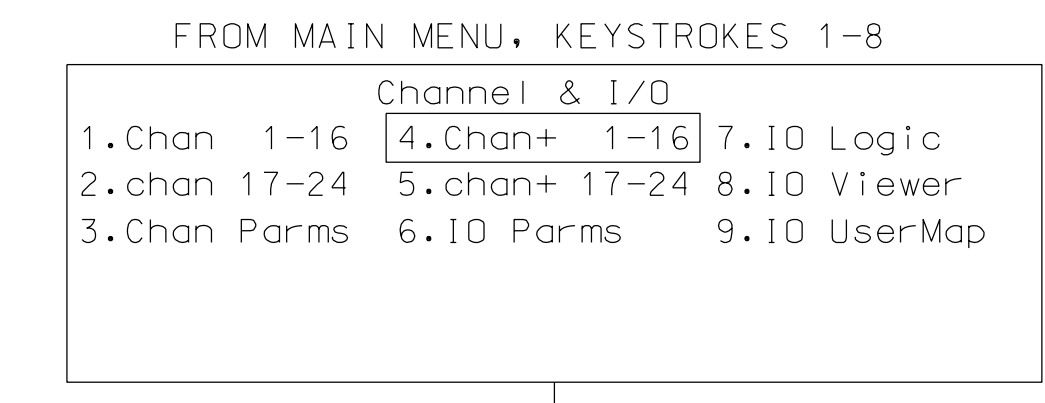 FROM MAIN MENU, KEYSTROKES 1-8
Channel & I/O
1.Chan 1-16 4.Chan+ 1-16 7.IO Logic
2.chan 17-24 5.chan+ 17-24 8.IO Viewer
3.Chan Parms 6.IO Parms 9.IO UserMap